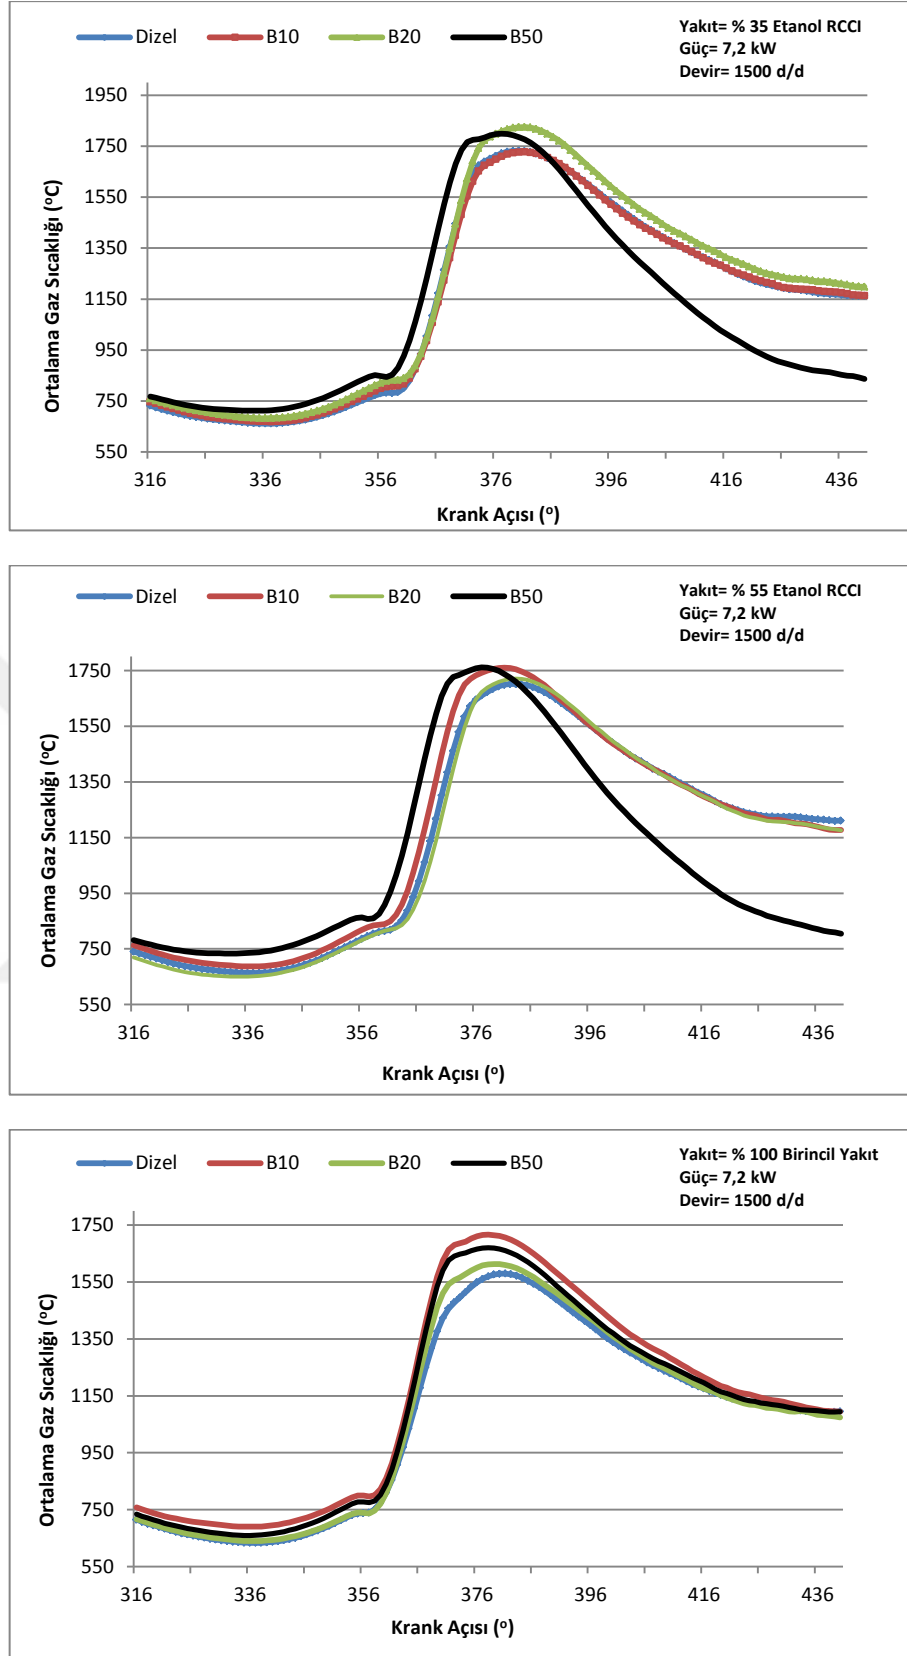 Dizel B10 B20 B50
Yakıt= % 35 Etanol RCCI
Güç= 7,2 kW
Devir= 1500 d/d
1950
1750
1550
1350
1150
950
750
550
Ortalama Gaz Sıcaklığı (ºC)
316 336 356 376 396 416 436
Krank Açısı (º)
Dizel B10 B20 B50
Yakıt= % 55 Etanol RCCI
Güç= 7,2 kW
Devir= 1500 d/d
1750
1550
1350
1150
950
750
550
Ortalama Gaz Sıcaklığı (ºC)
316 336 356 376 396 416 436
Krank Açısı (º)
Dizel B10 B20 B50
Yakıt= % 100 Birincil Yakıt
Güç= 7,2 kW
Devir= 1500 d/d
1750
1550
1350
1150
950
750
550
Ortalama Gaz Sıcaklığı (ºC)
316 336 356 376 396 416 436
Krank Açısı (º)